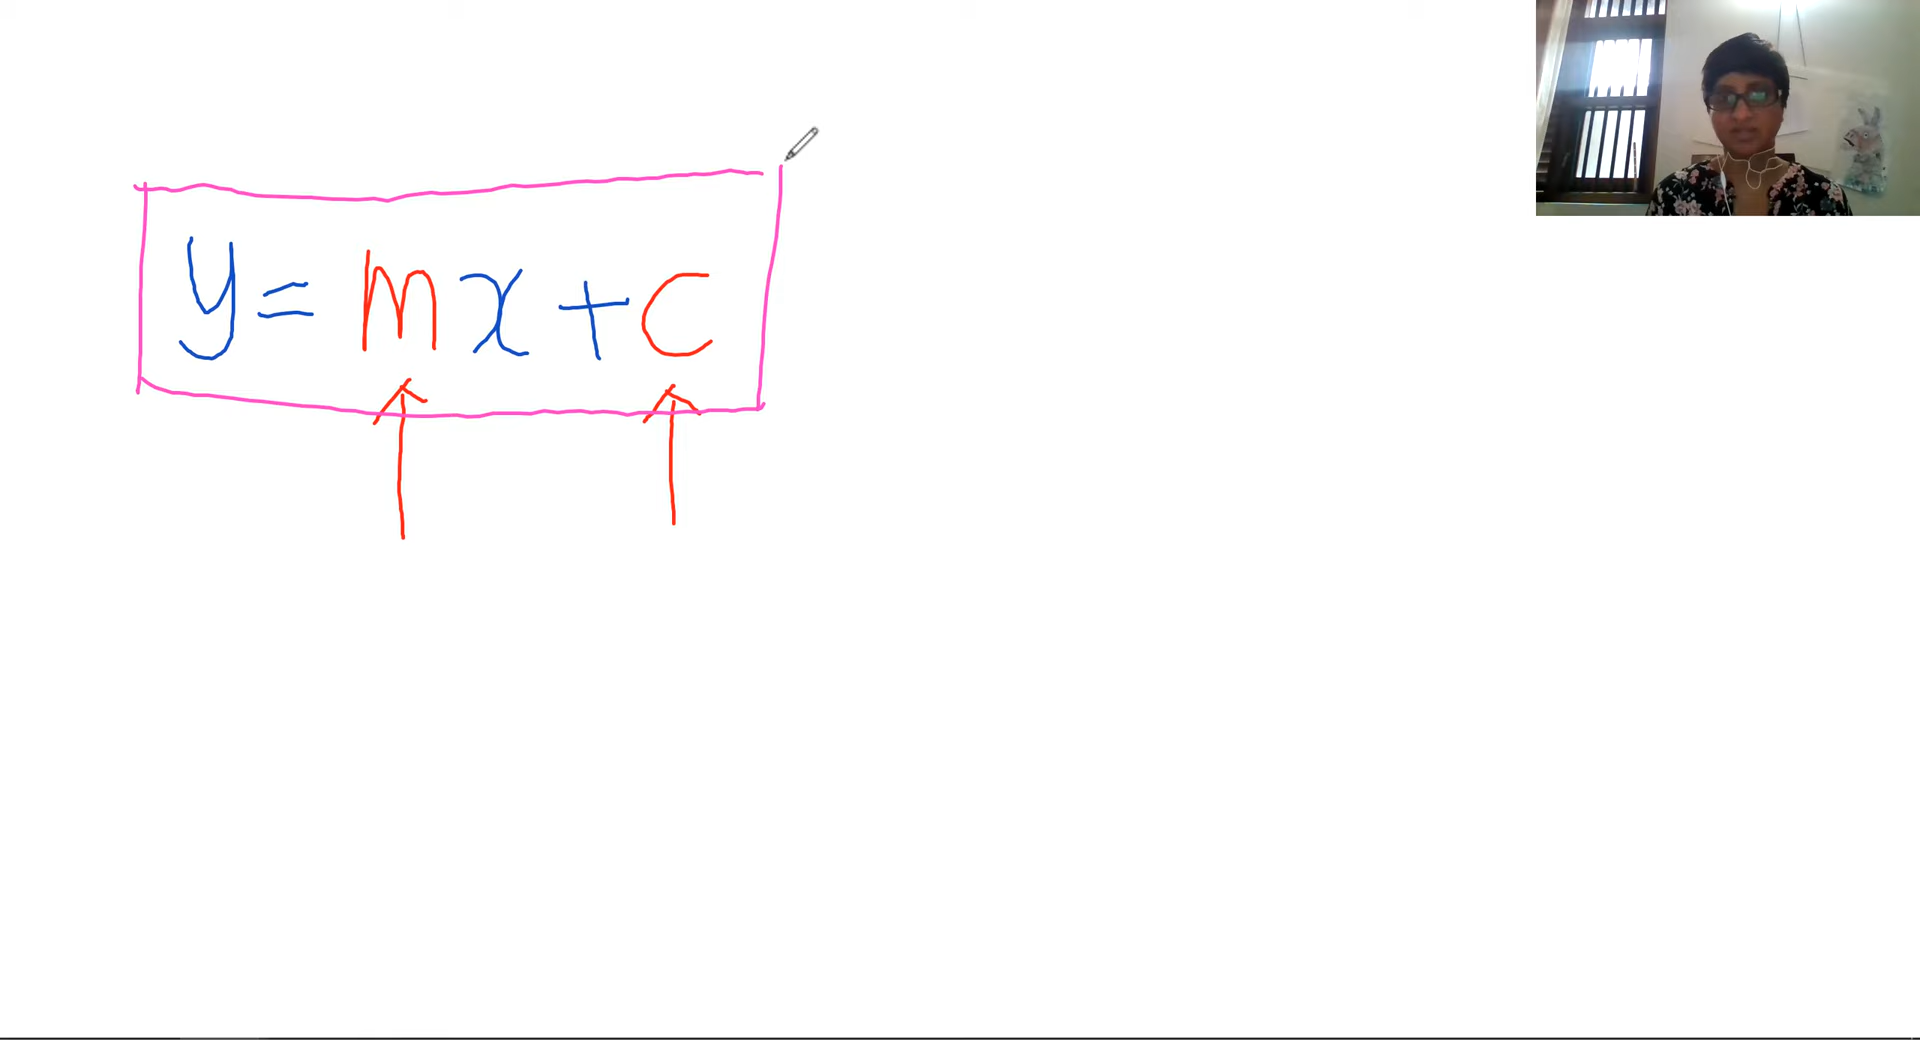 y = mx + c